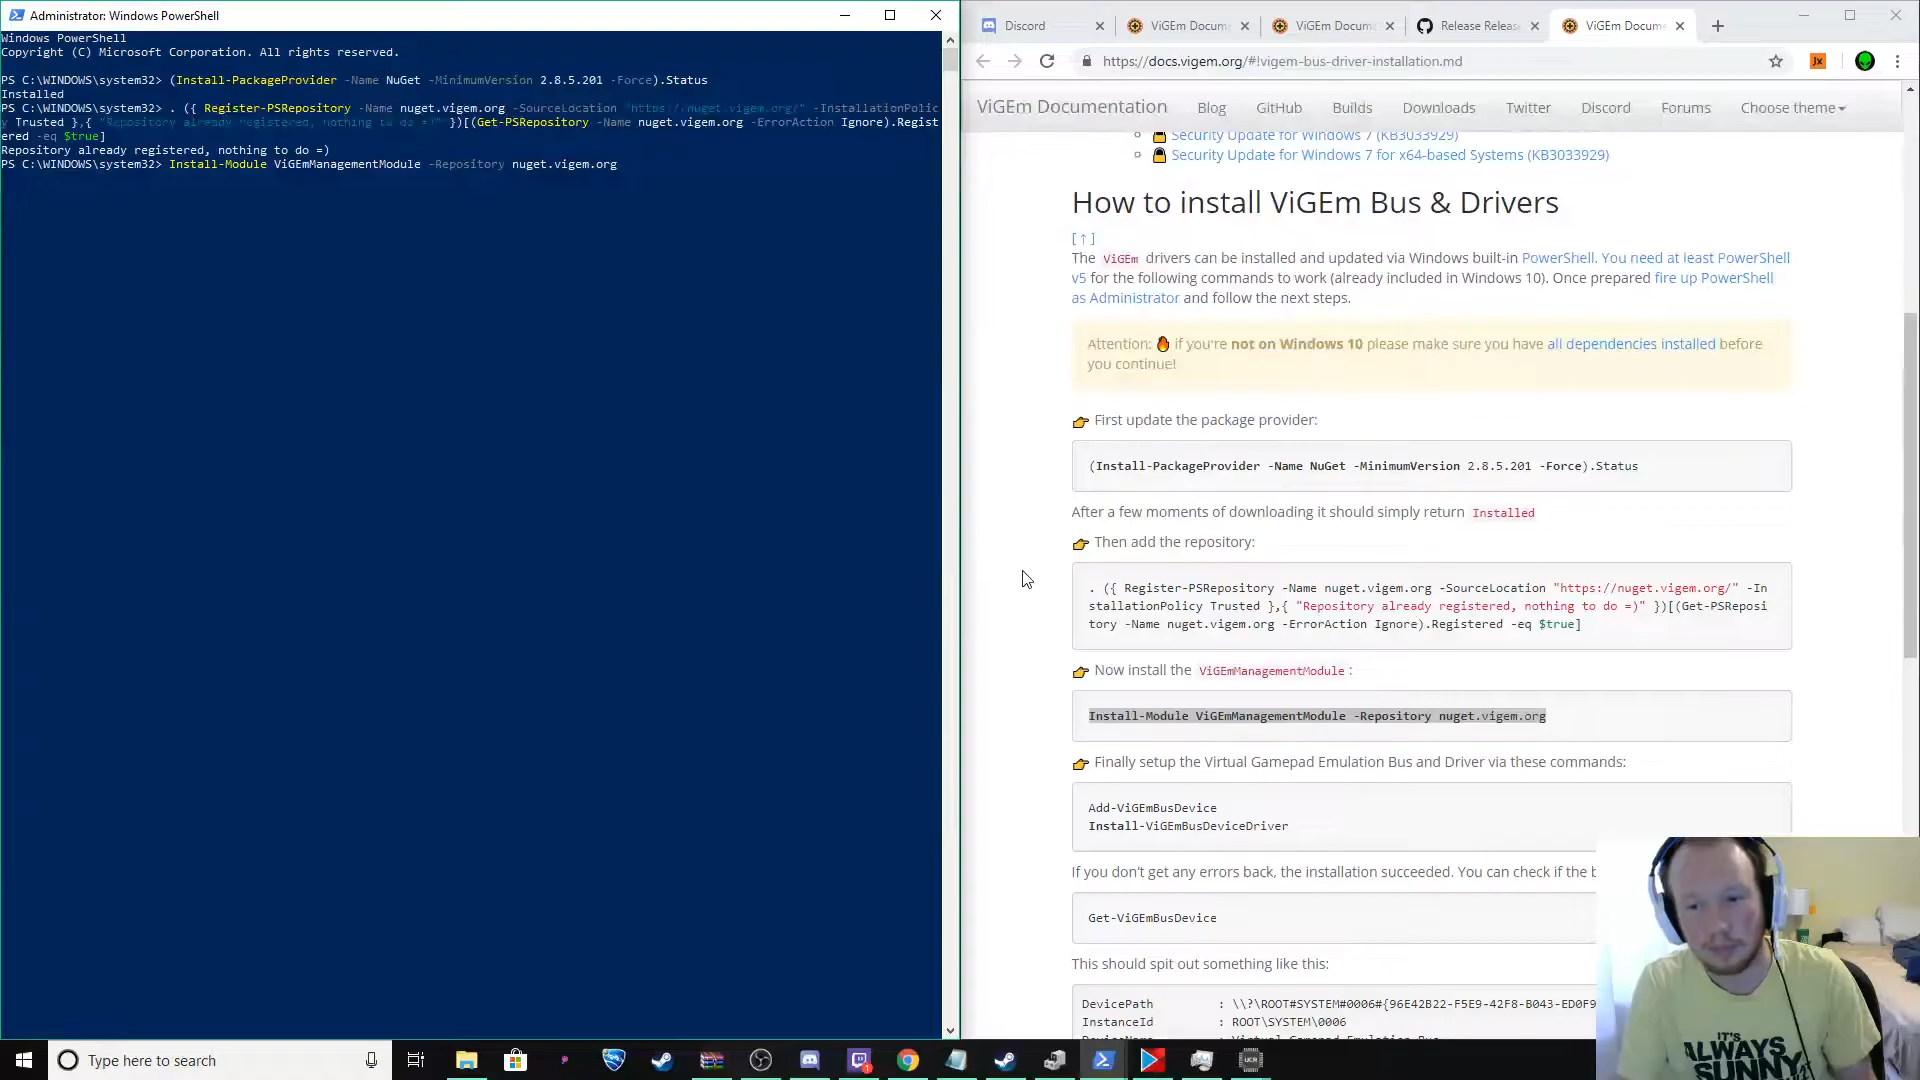 Administrator: Windows PowerShell
Windows PowerShell
Copyright (C) Microsoft Corporation. All rights reserved.
PS C:\WINDOWS\system32> (Install-PackageProvider -Name NuGet -MinimumVersion 2.8.5.201 -Force).Status
Installed
PS C:\WINDOWS\system32> . ({ Register-PSRepository -Name nuget.vigem.org -SourceLocation "https://nuget.vigem.org/" -InstallationPolic
y Trusted },{ "Repository already registered, nothing to do =)" })[(Get-PSRepository -Name nuget.vigem.org -ErrorAction Ignore).Regist
ered -eq $true]
Repository already registered, nothing to do =)
PS C:\WINDOWS\system32> Install-Module ViGEmManagementModule -Repository nuget.vigem.org
Discord
ViGEm Docum
ViGEm Docum
Release Releas
ViGEm Docum
https://docs.vigem.org/#!vigem-bus-driver-installation.md
ViGEm Documentation Blog GitHub Builds Downloads Twitter Discord Forums Choose theme
Security Update for Windows 7 (KB3033929)
Security Update for Windows 7 for x64-based Systems (KB3033929)
How to install ViGEm Bus & Drivers
[ ↑ ]
The ViGEm drivers can be installed and updated via Windows built-in PowerShell. You need at least PowerShell
v5 for the following commands to work (already included in Windows 10). Once prepared fire up PowerShell
as Administrator and follow the next steps.
Attention: if you're not on Windows 10 please make sure you have all dependencies installed before
you continue!
First update the package provider:
(Install-PackageProvider -Name NuGet -MinimumVersion 2.8.5.201 -Force).Status
After a few moments of downloading it should simply return Installed
Then add the repository:
. ({ Register-PSRepository -Name nuget.vigem.org -SourceLocation "https://nuget.vigem.org/" -In
stallationPolicy Trusted },{ "Repository already registered, nothing to do =)" })[(Get-PSReposi
tory -Name nuget.vigem.org -ErrorAction Ignore).Registered -eq $true]
Now install the ViGEmManagementModule :
Install-Module ViGEmManagementModule -Repository nuget.vigem.org
Finally setup the Virtual Gamepad Emulation Bus and Driver via these commands:
Add-ViGEmBusDevice
Install-ViGEmBusDeviceDriver
If you don't get any errors back, the installation succeeded. You can check if the b
Get-ViGEmBusDevice
This should spit out something like this:
DevicePath : \\?\ROOT#SYSTEM#0006#{96E42B22-F5E9-42F8-B043-ED0F9
InstanceId : ROOT\SYSTEM\0006
IT'S
ALWAYS
SUNNY
Type here to search
UCR